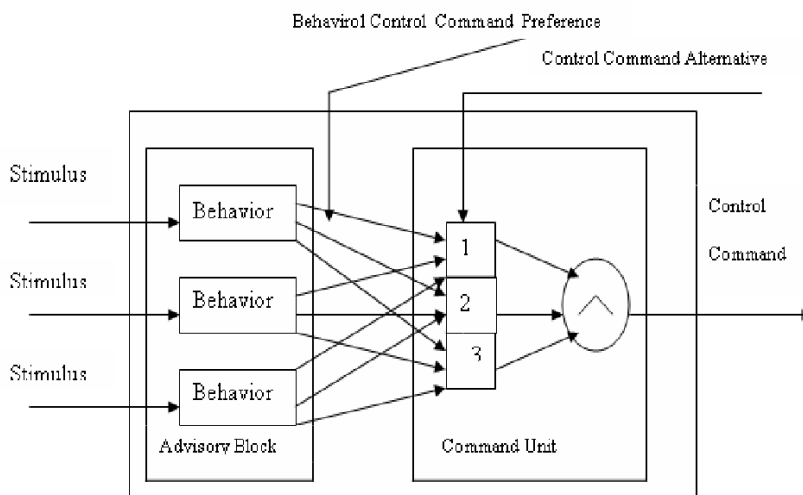 Behavirol Control Command Preference
Control Command Alternative
Stimulus
Behavior
1
Control
Command
Stimulus
Behavior
2
Stimulus
Behavior
3
Advisory Block
Command Unit